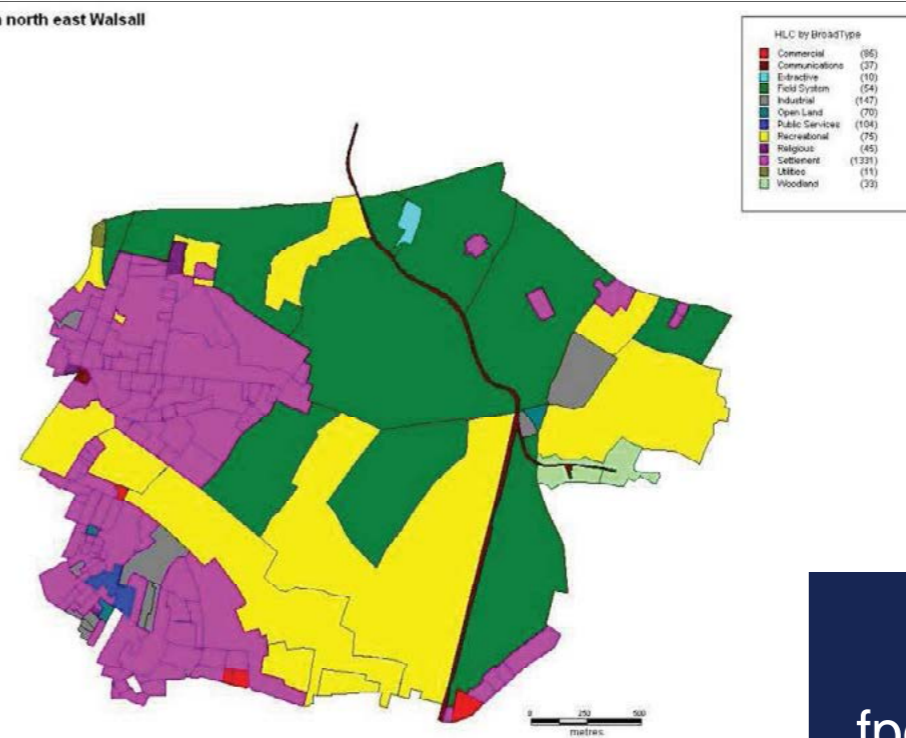 north east Walsall
HLC by BroadType
Commercial (86)
Communications (37)
Extractive (10)
Field System (54)
Industrial (147)
Open Land (70)
Public Services (104)
Recreational (75)
Religious (45)
Settlement (1331)
Utilities (11)
Woodland (33)
0 250 500
metres